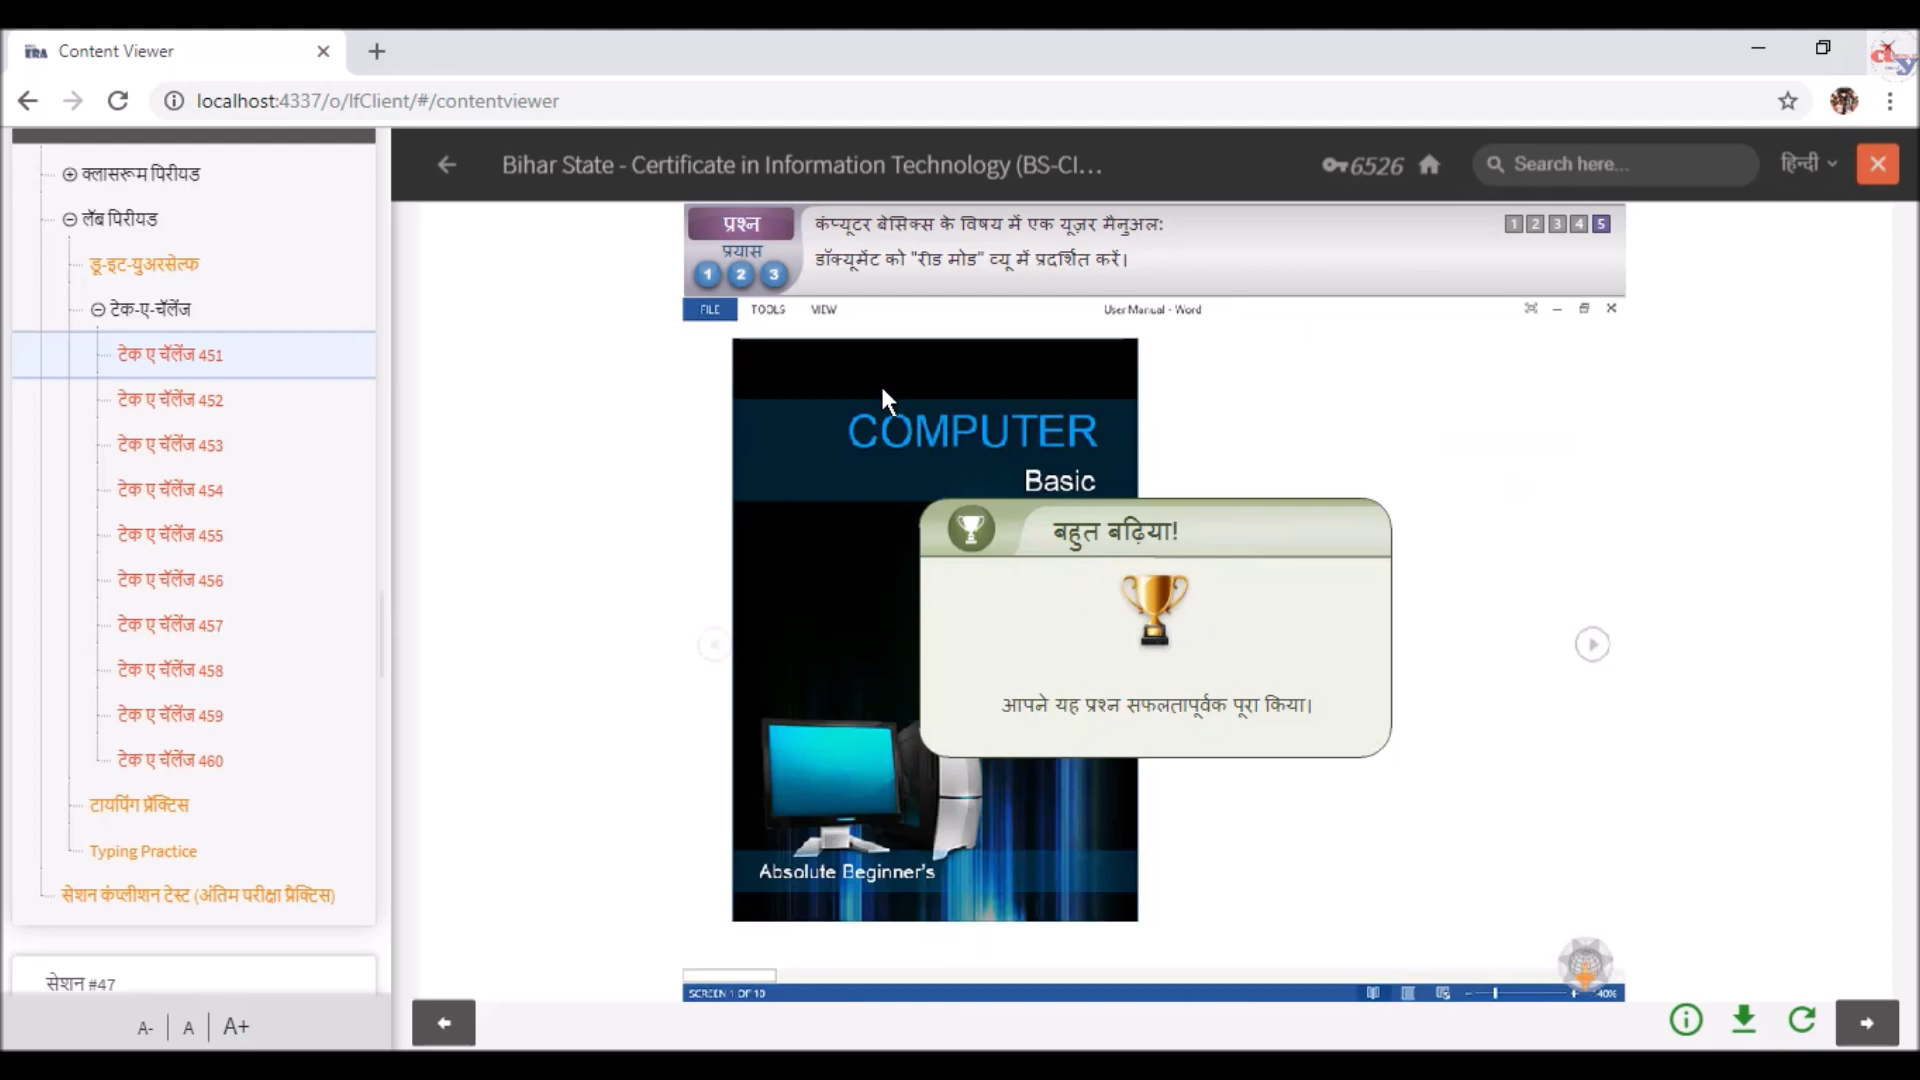 ERA Content Viewer
localhost:4337/o/lfClient/#/contentviewer
Bihar State - Certificate in Information Technology (BS-CI...
6526
Search here...
हिन्दी
क्लासरूम पिरीयड
लॅब पिरीयड
डू-इट-युअरसेल्फ
टेक-ए-चॅलेंज
टेक ए चॅलेंज 451
टेक ए चॅलेंज 452
टेक ए चॅलेंज 453
टेक ए चॅलेंज 454
टेक ए चॅलेंज 455
टेक ए चॅलेंज 456
टेक ए चॅलेंज 457
टेक ए चॅलेंज 458
टेक ए चॅलेंज 459
टेक ए चॅलेंज 460
टायपिंग प्रॅक्टिस
Typing Practice
सेशन कंप्लीशन टेस्ट (अंतिम परीक्षा प्रैक्टिस)
सेशन #47
A- A A+
प्रश्न
प्रयास
1 2 3
कंप्यूटर बेसिक्स के विषय में एक यूज़र मैनुअल:
डॉक्यूमेंट को "रीड मोड" व्यू में प्रदर्शित करें।
1 2 3 4 5
FILE TOOLS VIEW
User Manual - Word
COMPUTER
Basic
बहुत बढ़िया!
आपने यह प्रश्न सफलतापूर्वक पूरा किया।
Absolute Beginner's
SCREEN 1 OF 10
40%